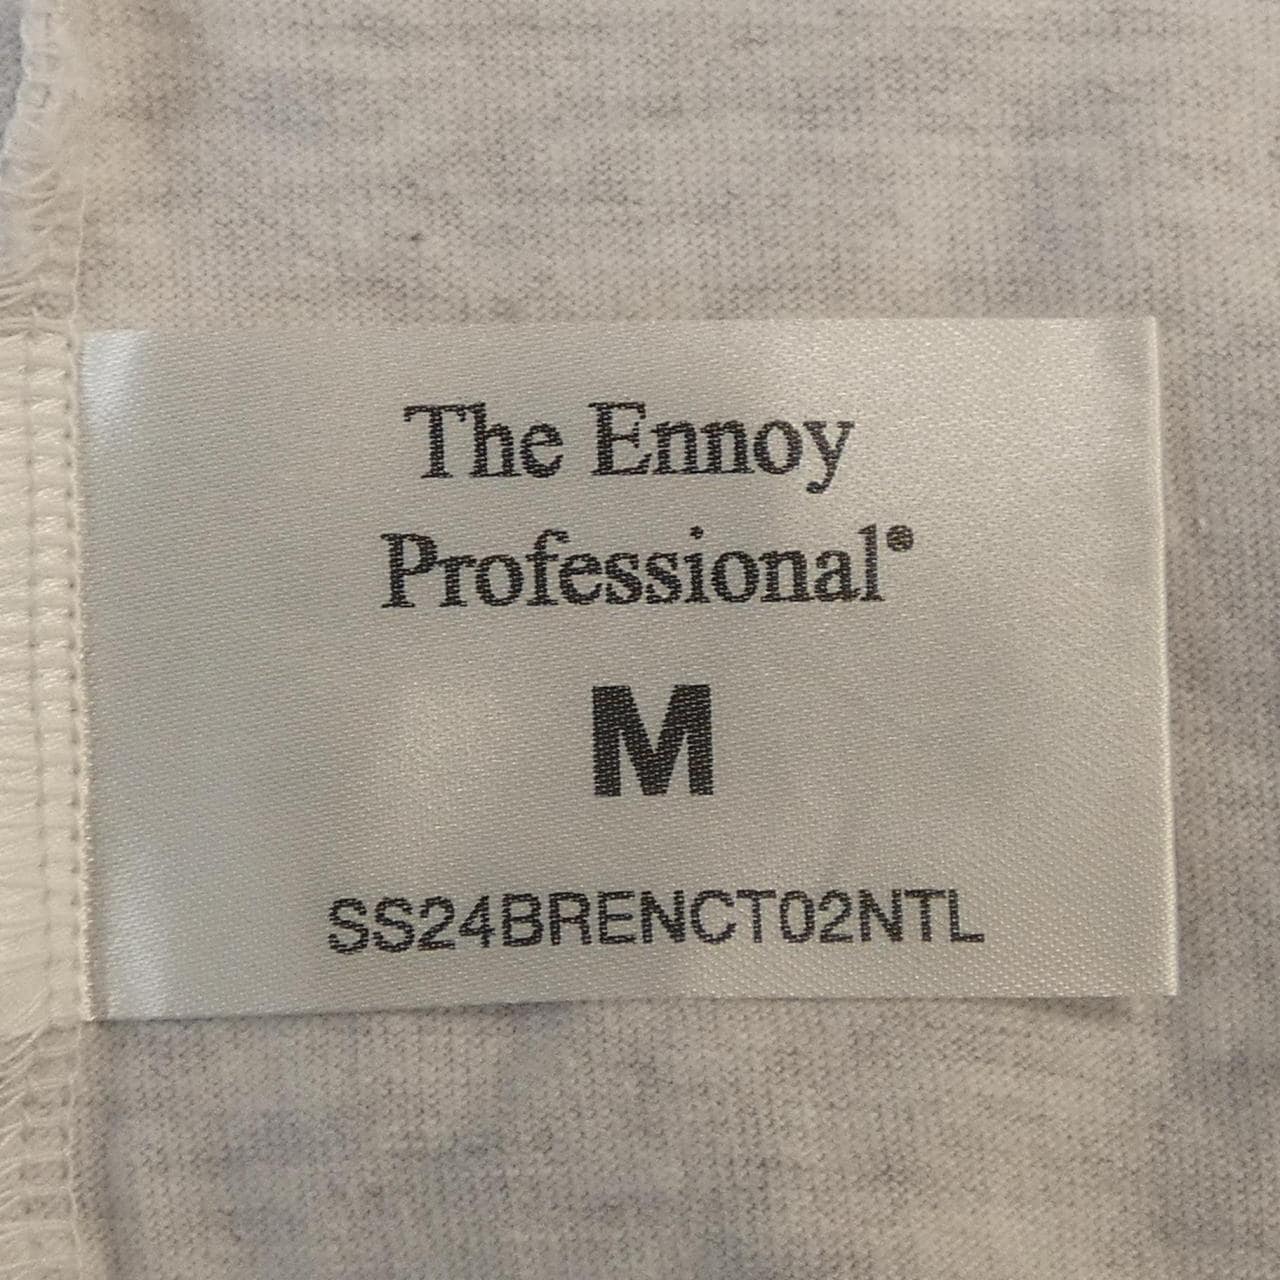 The Ennoy
Professional®
M
SS24BRENCT02NTL